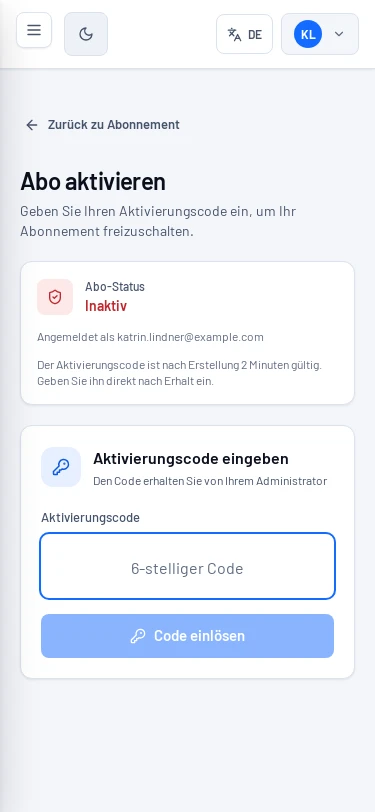 DE
KL
Zurück zu Abonnement
Abo aktivieren
Geben Sie Ihren Aktivierungscode ein, um Ihr
Abonnement freizuschalten.
Abo-Status
Inaktiv
Angemeldet als katrin.lindner@example.com
Der Aktivierungscode ist nach Erstellung 2 Minuten gültig.
Geben Sie ihn direkt nach Erhalt ein.
Aktivierungscode eingeben
Den Code erhalten Sie von Ihrem Administrator
Aktivierungscode
6-stelliger Code
Code einlösen